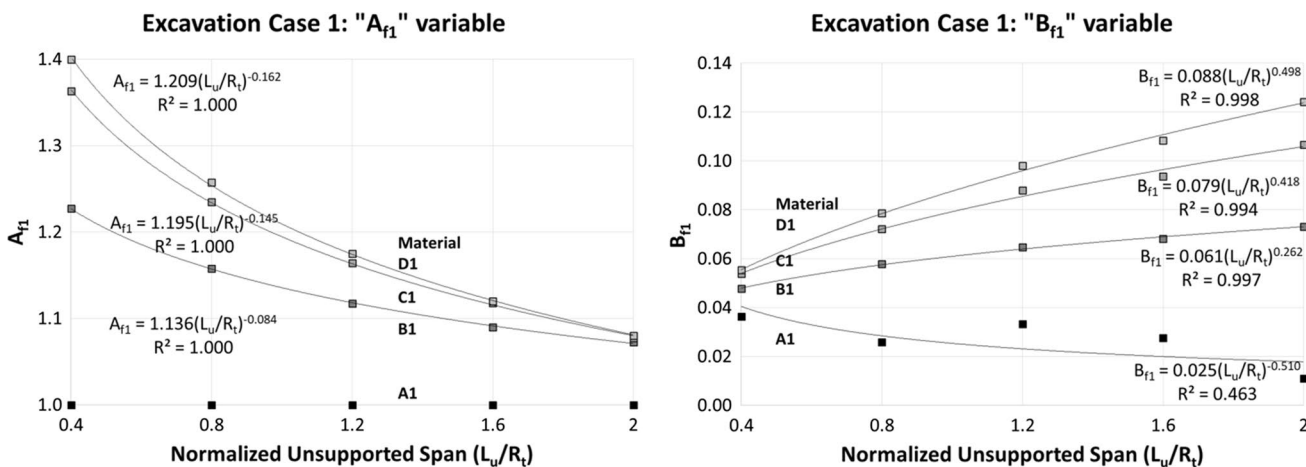 Excavation Case 1: "Af1" variable
1.4
1.3
1.2
1.1
1.0
Af1
Af1 = 1.209(Lu/Rt)-0.162
R² = 1.000
Af1 = 1.195(Lu/Rt)-0.145
R² = 1.000
Af1 = 1.136(Lu/Rt)-0.084
R² = 1.000
Material
D1
C1
B1
A1
0.4 0.8 1.2 1.6 2
Normalized Unsupported Span (Lu/Rt)
Excavation Case 1: "Bf1" variable
0.14
0.12
0.10
0.08
0.06
0.04
0.02
0.00
Bf1
Material
D1
C1
B1
A1
Bf1 = 0.088(Lu/Rt)0.498
R² = 0.998
Bf1 = 0.079(Lu/Rt)0.418
R² = 0.994
Bf1 = 0.061(Lu/Rt)0.262
R² = 0.997
Bf1 = 0.025(Lu/Rt)-0.510
R² = 0.463
0.4 0.8 1.2 1.6 2
Normalized Unsupported Span (Lu/Rt)